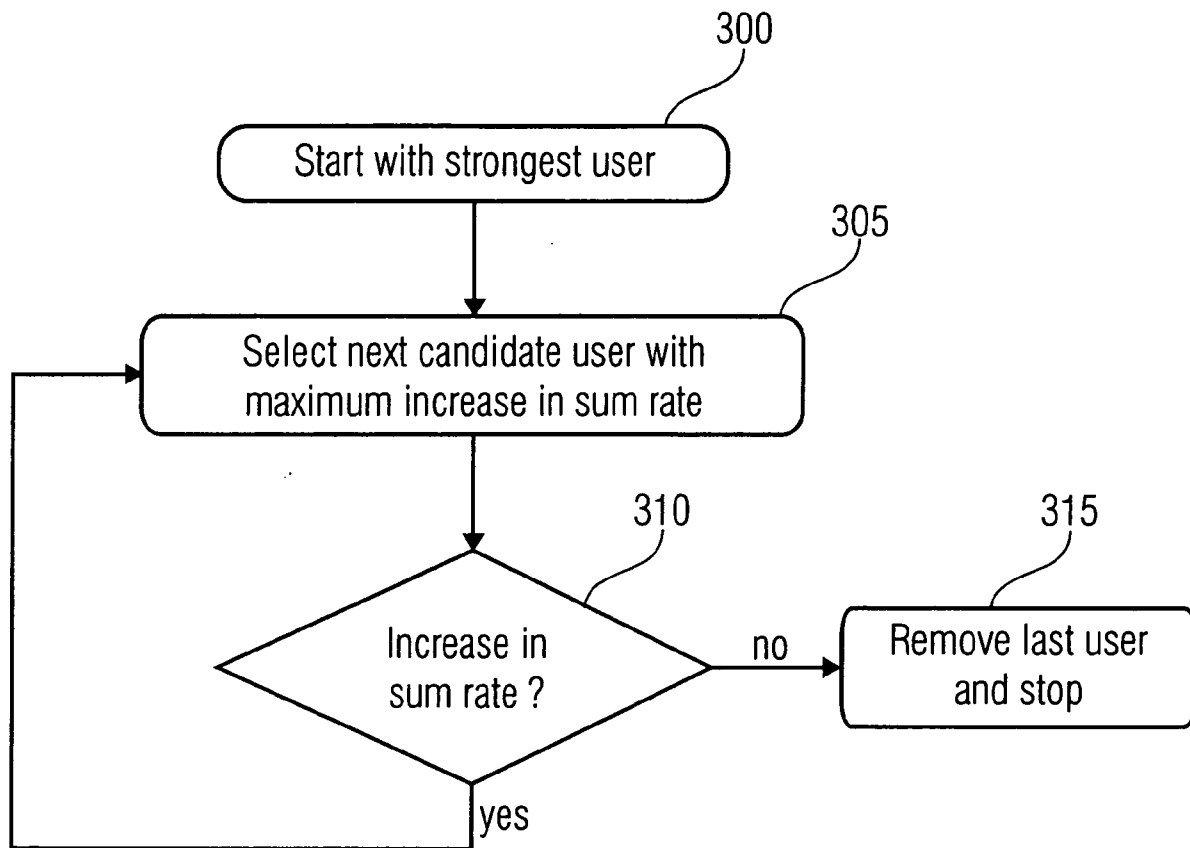 300
Start with strongest user
305
Select next candidate user with
maximum increase in sum rate
310
315
Increase in
sum rate ?
no
Remove last user
and stop
yes